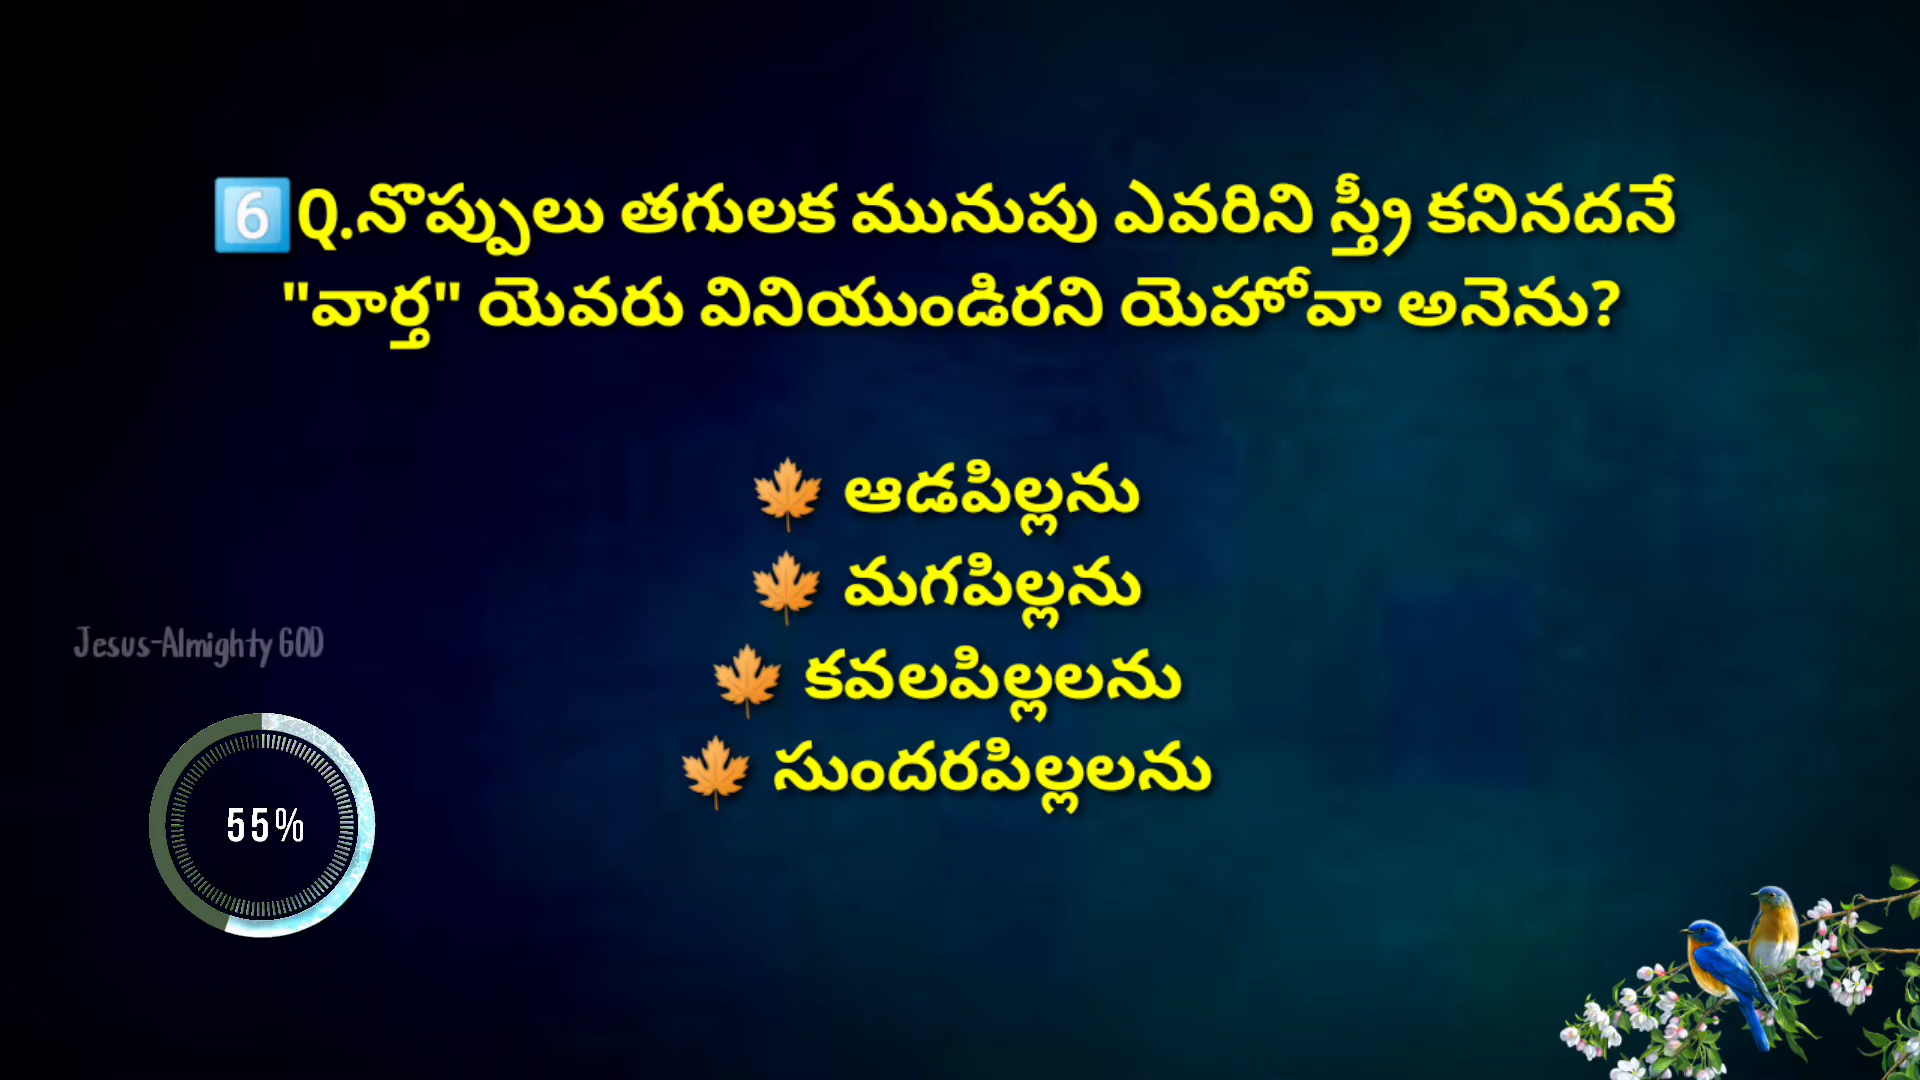 6️⃣Q.నొప్పులు తగులక మునుపు ఎవరిని స్త్రీ కనినదనే
"వార్త" యెవరు వినియుండిరని యెహోవా అనెను?
🍁 ఆడపిల్లను
🍁 మగపిల్లను
🍁 కవలపిల్లలను
🍁 సుందరపిల్లలను
Jesus-Almighty GOD
55%